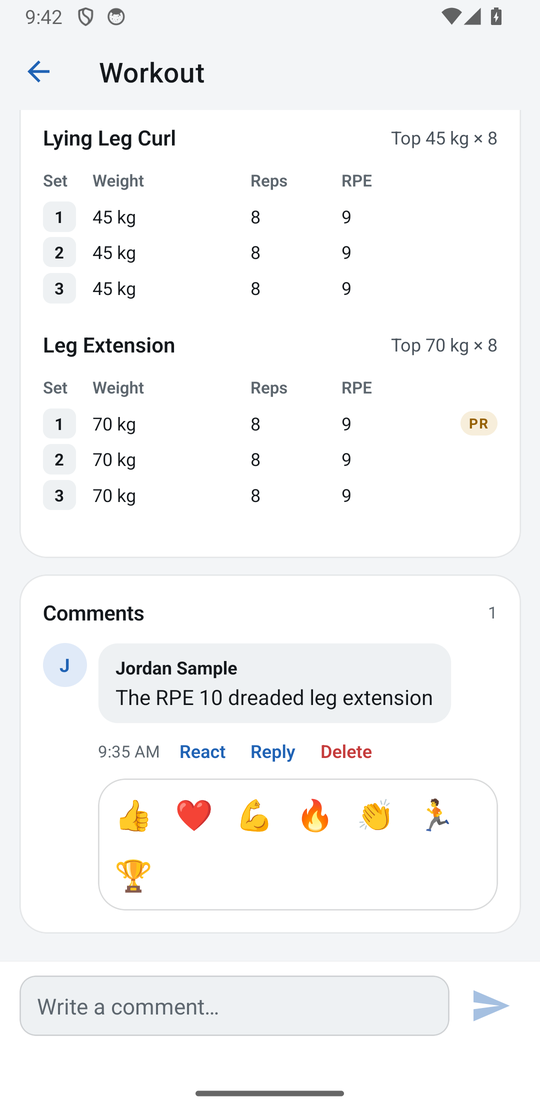 9:42
Workout
Lying Leg Curl Top 45 kg × 8
Set Weight Reps RPE
1 45 kg 8 9
2 45 kg 8 9
3 45 kg 8 9
Leg Extension Top 70 kg × 8
Set Weight Reps RPE
1 70 kg 8 9 PR
2 70 kg 8 9
3 70 kg 8 9
Comments 1
J Jordan Sample
The RPE 10 dreaded leg extension
9:35 AM React Reply Delete
Write a comment…